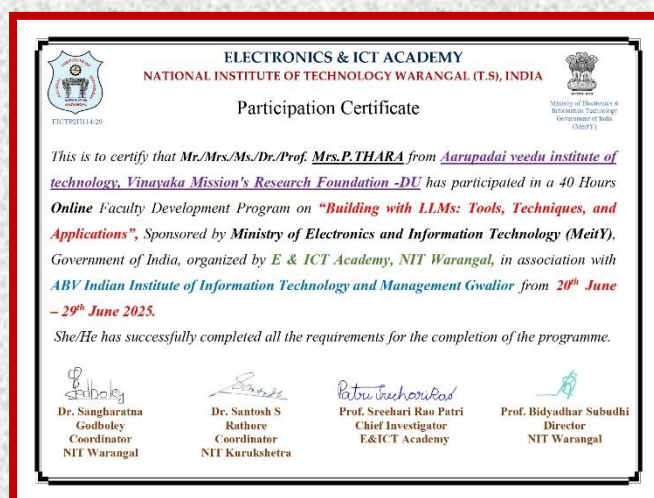 ELECTRONICS & ICT ACADEMY
NATIONAL INSTITUTE OF TECHNOLOGY WARANGAL (T.S), INDIA
Participation Certificate
Ministry of Electronics &
Information Technology
Government of India
(MeitY)
This is to certify that Mr./Mrs./Ms./Dr./Prof. Mrs.P.THARA from Aarupadai veedu institute of
technology, Vinayaka Mission's Research Foundation -DU has participated in a 40 Hours
Online Faculty Development Program on “Building with LLMs: Tools, Techniques, and
Applications”, Sponsored by Ministry of Electronics and Information Technology (MeitY),
Government of India, organized by E & ICT Academy, NIT Warangal, in association with
ABV Indian Institute of Information Technology and Management Gwalior from 20th June
– 29th June 2025.
She/He has successfully completed all the requirements for the completion of the programme.
Dr. Sangharatna
Godboley
Coordinator
NIT Warangal
Dr. Santosh S
Rathore
Coordinator
NIT Kurukshetra
Patri Sreehari Rao
Prof. Sreehari Rao Patri
Chief Investigator
E&ICT Academy
Prof. Bidyadhar Subudhi
Director
NIT Warangal